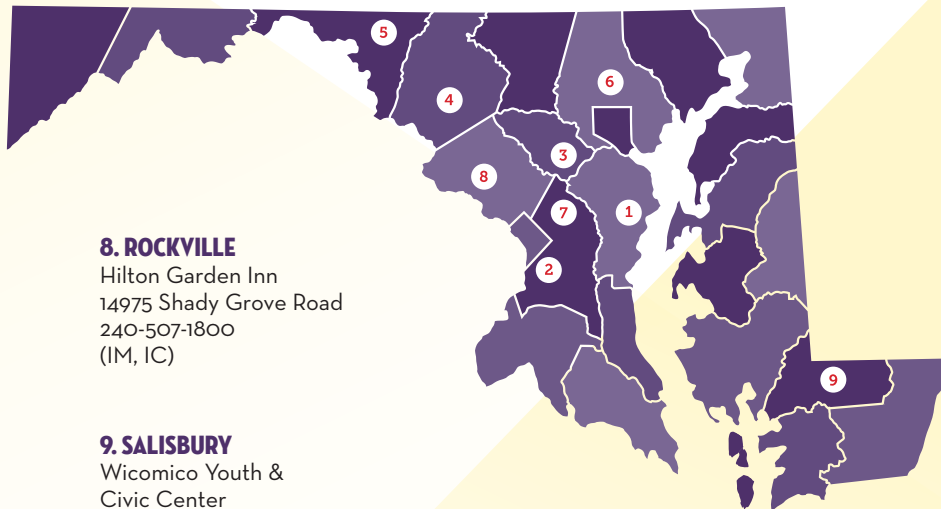 5
6
4
3
8
7
1
2
9
8. ROCKVILLE
Hilton Garden Inn
14975 Shady Grove Road
240-507-1800
(IM, IC)
9. SALISBURY
Wicomico Youth &
Civic Center